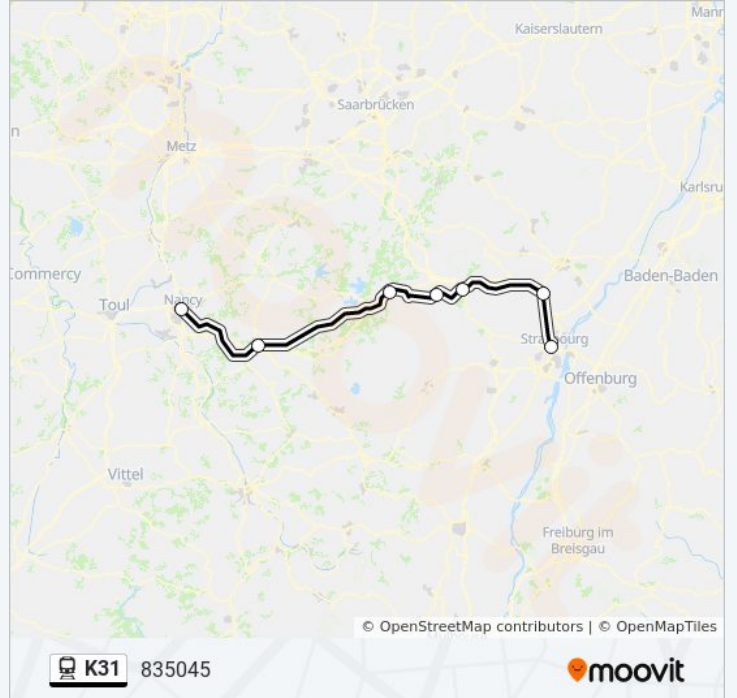 Mann
Kaiserslautern
Saarbrücken
n
Metz
Karlsru
Commercy
Baden-Baden
Toul
Nancy
Strasbourg
Offenburg
Vittel
Freiburg im
Breisgau
© OpenStreetMap contributors | © OpenMapTiles
K31 835045
moovit